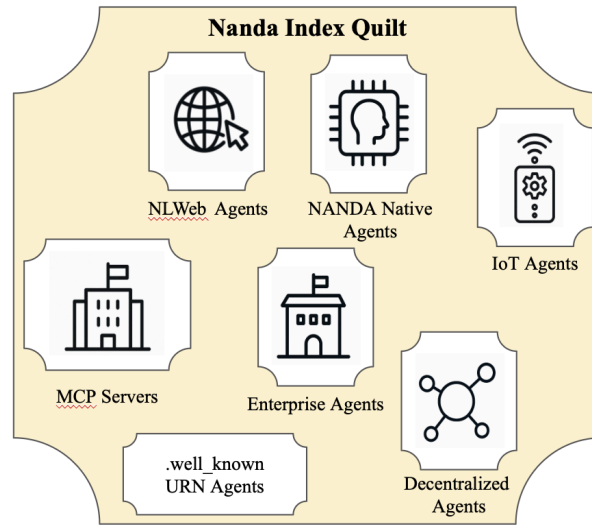 Nanda Index Quilt
NLWeb Agents
NANDA Native
Agents
IoT Agents
MCP Servers
Enterprise Agents
.well_known
URN Agents
Decentralized
Agents